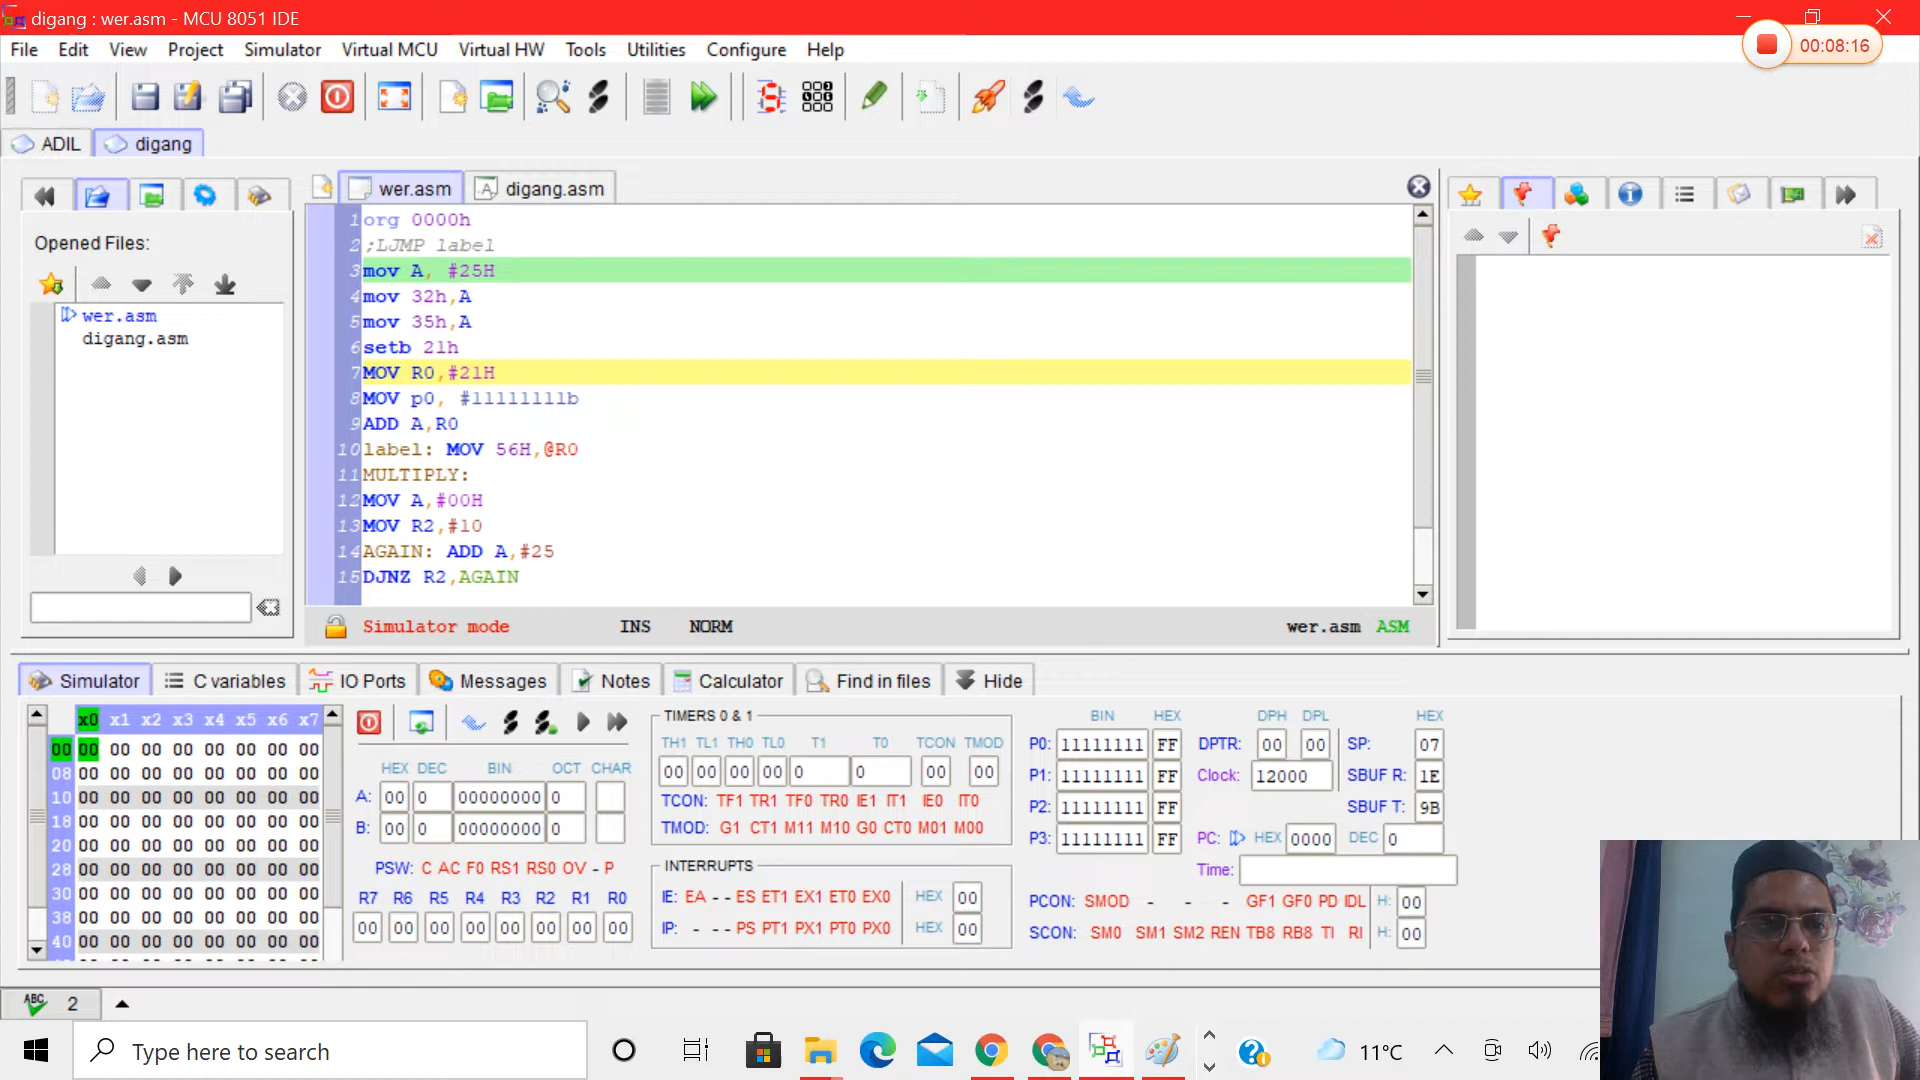 digang : wer.asm - MCU 8051 IDE
File Edit View Project Simulator Virtual MCU Virtual HW Tools Utilities Configure Help
00:08:16
ADIL digang
wer.asm digang.asm
Opened Files:
wer.asm
digang.asm
1 org 0000h
2 ;LJMP label
3 mov A, #25H
4 mov 32h,A
5 mov 35h,A
6 setb 21h
7 MOV R0,#21H
8 MOV p0, #11111111b
9 ADD A,R0
10 label: MOV 56H,@R0
11 MULTIPLY:
12 MOV A,#00H
13 MOV R2,#10
14 AGAIN: ADD A,#25
15 DJNZ R2,AGAIN
Simulator mode INS NORM wer.asm ASM
Simulator C variables IO Ports Messages Notes Calculator Find in files Hide
x0 x1 x2 x3 x4 x5 x6 x7
00 00 00 00 00 00 00 00 00
08 00 00 00 00 00 00 00 00
10 00 00 00 00 00 00 00 00
18 00 00 00 00 00 00 00 00
20 00 00 00 00 00 00 00 00
28 00 00 00 00 00 00 00 00
30 00 00 00 00 00 00 00 00
38 00 00 00 00 00 00 00 00
40 00 00 00 00 00 00 00 00
HEX DEC BIN OCT CHAR
A: 00 0 00000000 0
B: 00 0 00000000 0
PSW: C AC F0 RS1 RS0 OV - P
R7 R6 R5 R4 R3 R2 R1 R0
00 00 00 00 00 00 00 00
TIMERS 0 & 1
TH1 TL1 TH0 TL0 T1 T0 TCON TMOD
00 00 00 00 0 0 00 00
TCON: TF1 TR1 TF0 TR0 IE1 IT1 IE0 IT0
TMOD: G1 CT1 M11 M10 G0 CT0 M01 M00
INTERRUPTS
IE: EA - - ES ET1 EX1 ET0 EX0 HEX 00
IP: - - - PS PT1 PX1 PT0 PX0 HEX 00
BIN HEX
P0: 11111111 FF
P1: 11111111 FF
P2: 11111111 FF
P3: 11111111 FF
DPH DPL HEX
DPTR: 00 00 SP: 07
Clock: 12000 SBUF R: 1E
SBUF T: 9B
PC: HEX 0000 DEC 0
Time:
PCON: SMOD - - - GF1 GF0 PD IDL H: 00
SCON: SM0 SM1 SM2 REN TB8 RB8 TI RI H: 00
ABC 2
Type here to search
11°C